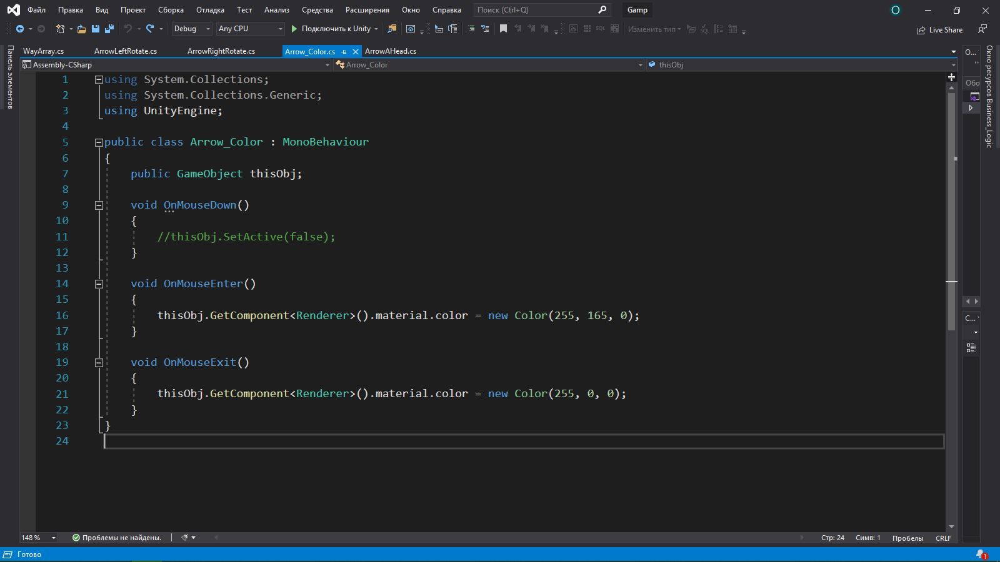 Файл Правка Вид Проект Сборка Отладка Тест Анализ Средства Расширения Окно Справка Поиск (Ctrl+Q) Gamp O
Debug Any CPU Подключить к Unity SQL Изменить тип SQL Live Share
Панель элементов
WayArray.cs ArrowLeftRotate.cs ArrowRightRotate.cs Arrow_Color.cs ArrowAHead.cs
Assembly-CSharp Arrow_Color thisObj
1 using System.Collections;
2 using System.Collections.Generic;
3 using UnityEngine;
4
5 public class Arrow_Color : MonoBehaviour
6 {
7 public GameObject thisObj;
8
9 void OnMouseDown()
10 {
11 //thisObj.SetActive(false);
12 }
13
14 void OnMouseEnter()
15 {
16 thisObj.GetComponent<Renderer>().material.color = new Color(255, 165, 0);
17 }
18
19 void OnMouseExit()
20 {
21 thisObj.GetComponent<Renderer>().material.color = new Color(255, 0, 0);
22 }
23 }
24
О...
Обо
С...
Окно ресурсов Business_Logic
148 % Проблемы не найдены. Стр: 24 Симв: 1 Пробелы CRLF
Готово 1